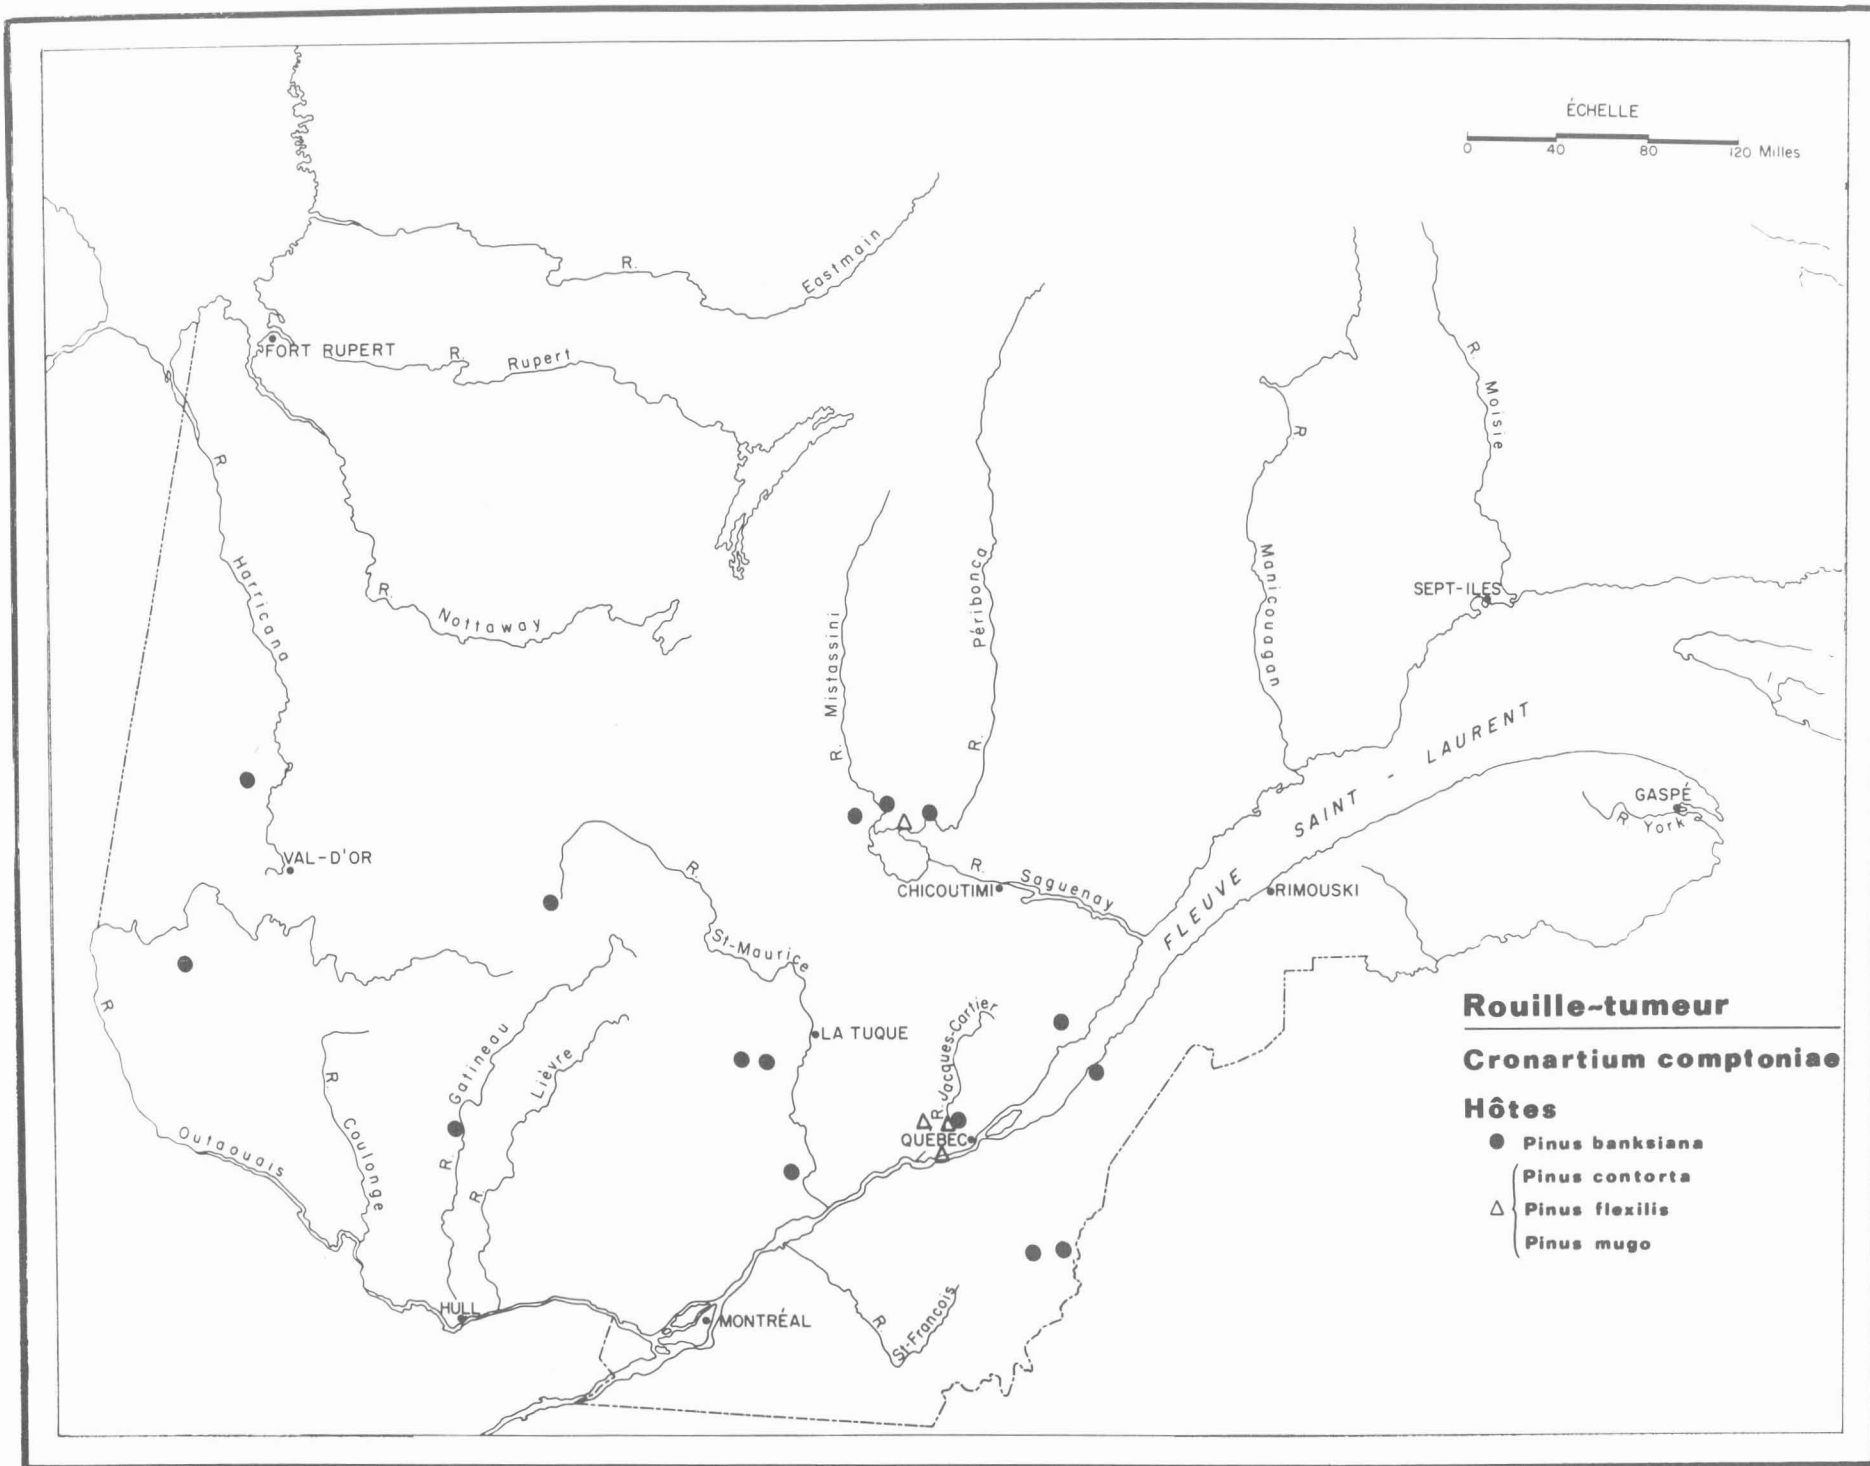 ÉCHELLE
0 40 80 120 Milles
R. Eastmain
FORT RUPERT
R. Rupert
R. Moisie
R. Manicouagan
R. Harricana
R. Nottaway
R. Mistassini
R. Péribonca
SEPT-ILES
FLEUVE SAINT - LAURENT
GASPÉ
R. York
VAL-D'OR
CHICOUTIMI
R. Saguenay
RIMOUSKI
R. St-Maurice
LA TUQUE
R. Jacques-Cartier
QUEBEC
R. Gatineau
R. Lièvre
R. Coulonge
R. Outaouais
HULL
MONTRÉAL
R. St-François
Rouille-tumeur
Cronartium comptoniae
Hôtes
Pinus banksiana
Pinus contorta
Pinus flexilis
Pinus mugo